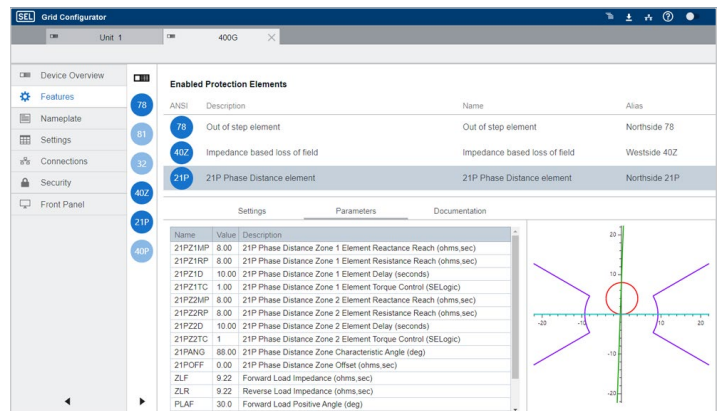 SEL Grid Configurator
Unit 1
400G
Device Overview
Features
Nameplate
Settings
Connections
Security
Front Panel
78
81
32
40Z
21P
40P
Enabled Protection Elements
ANSI Description Name Alias
78 Out of step element Out of step element Northside 78
40Z Impedance based loss of field Impedance based loss of field Westside 40Z
21P 21P Phase Distance element 21P Phase Distance element Northside 21P
Settings Parameters Documentation
Name Value Description
21PZ1MP 8.00 21P Phase Distance Zone 1 Element Reactance Reach (ohms,sec)
21PZ1RP 8.00 21P Phase Distance Zone 1 Element Resistance Reach (ohms,sec)
21PZ1D 10.00 21P Phase Distance Zone 1 Element Delay (seconds)
21PZ1TC 1.00 21P Phase Distance Zone 1 Element Torque Control (SELogic)
21PZ2MP 8.00 21P Phase Distance Zone 2 Element Reactance Reach (ohms,sec)
21PZ2RP 8.00 21P Phase Distance Zone 2 Element Resistance Reach (ohms,sec)
21PZ2D 10.00 21P Phase Distance Zone 2 Element Delay (seconds)
21PZ2TC 1 21P Phase Distance Zone 2 Element Torque Control (SELogic)
21PANG 88.00 21P Phase Distance Zone Characteristic Angle (deg)
21POFF 0.00 21P Phase Distance Zone Offset (ohms,sec)
ZLF 9.22 Forward Load Impedance (ohms,sec)
ZLR 9.22 Reverse Load Impedance (ohms,sec)
PLAF 30.0 Forward Load Positive Angle (deg)
20
10
-20 -10 10 20
-10
-20